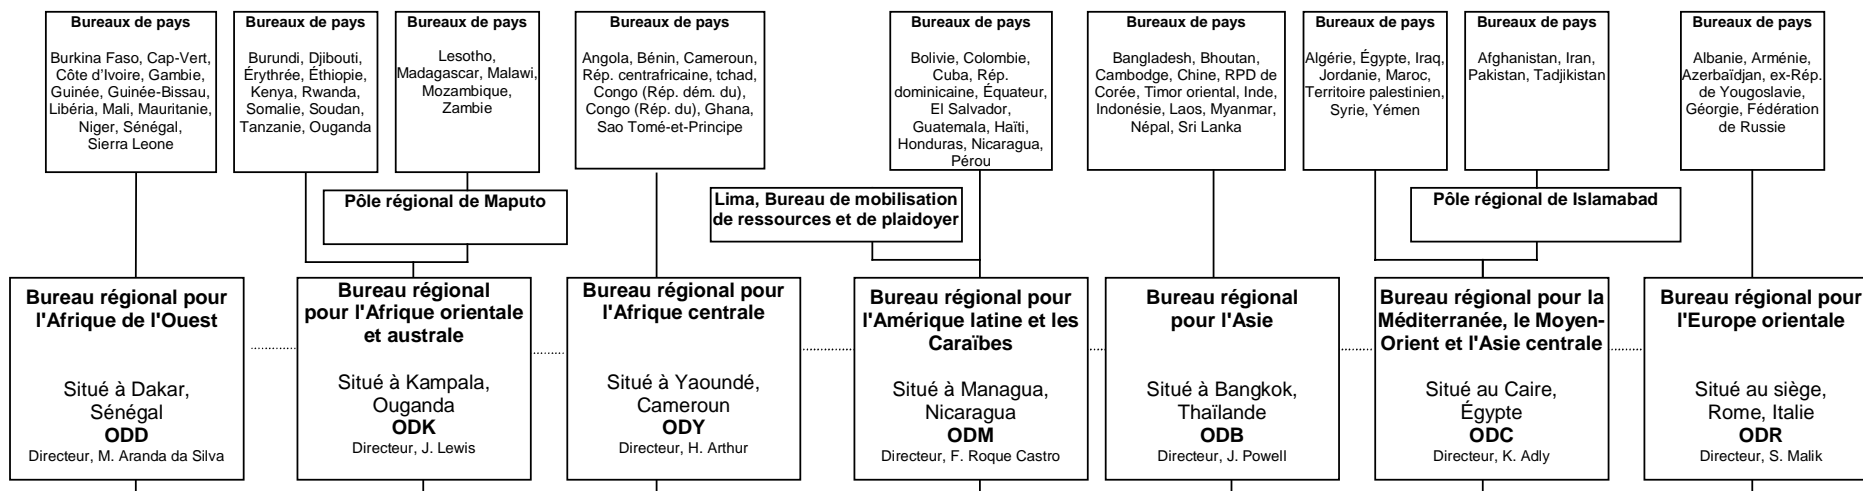 Bureaux de pays
Burkina Faso, Cap-Vert,
Côte d'Ivoire, Gambie,
Guinée, Guinée-Bissau,
Libéria, Mali, Mauritanie,
Niger, Sénégal,
Sierra Leone
Bureaux de pays
Burundi, Djibouti,
Érythrée, Éthiopie,
Kenya, Rwanda,
Somalie, Soudan,
Tanzanie, Ouganda
Bureaux de pays
Lesotho,
Madagascar, Malawi,
Mozambique,
Zambie
Bureaux de pays
Angola, Bénin, Cameroun,
Rép. centrafricaine, tchad,
Congo (Rép. dém. du),
Congo (Rép. du), Ghana,
Sao Tomé-et-Principe
Bureaux de pays
Bolivie, Colombie,
Cuba, Rép.
dominicaine, Équateur,
El Salvador,
Guatemala, Haïti,
Honduras, Nicaragua,
Pérou
Bureaux de pays
Bangladesh, Bhoutan,
Cambodge, Chine, RPD de
Corée, Timor oriental, Inde,
Indonésie, Laos, Myanmar,
Népal, Sri Lanka
Bureaux de pays
Algérie, Égypte, Iraq,
Jordanie, Maroc,
Territoire palestinien,
Syrie, Yémen
Bureaux de pays
Afghanistan, Iran,
Pakistan, Tadjikistan
Bureaux de pays
Albanie, Arménie,
Azerbaïdjan, ex-Rép.
de Yougoslavie,
Géorgie, Fédération
de Russie
Pôle régional de Maputo
Lima, Bureau de mobilisation
de ressources et de plaidoyer
Pôle régional de Islamabad
Bureau régional pour
l'Afrique de l'Ouest
Situé à Dakar,
Sénégal
ODD
Directeur, M. Aranda da Silva
Bureau régional
pour l'Afrique orientale
et australe
Situé à Kampala,
Ouganda
ODK
Directeur, J. Lewis
Bureau régional pour
l'Afrique centrale
Situé à Yaoundé,
Cameroun
ODY
Directeur, H. Arthur
Bureau régional pour
l'Amérique latine et les
Caraïbes
Situé à Managua,
Nicaragua
ODM
Directeur, F. Roque Castro
Bureau régional
pour l'Asie
Situé à Bangkok,
Thaïlande
ODB
Directeur, J. Powell
Bureau régional pour la
Méditerranée, le Moyen-
Orient et l'Asie centrale
Situé au Caire,
Égypte
ODC
Directeur, K. Adly
Bureau régional pour
l'Europe orientale
Situé au siège,
Rome, Italie
ODR
Directeur, S. Malik